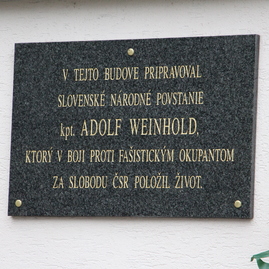 V TEJTO BUDOVE PRIPRAVOVAL
SLOVENSKÉ NÁRODNÉ POVSTANIE
kpt. ADOLF WEINHOLD,
KTORÝ V BOJI PROTI FAŠISTICKÝM OKUPANTOM
ZA SLOBODU ČSR POLOŽIL ŽIVOT.